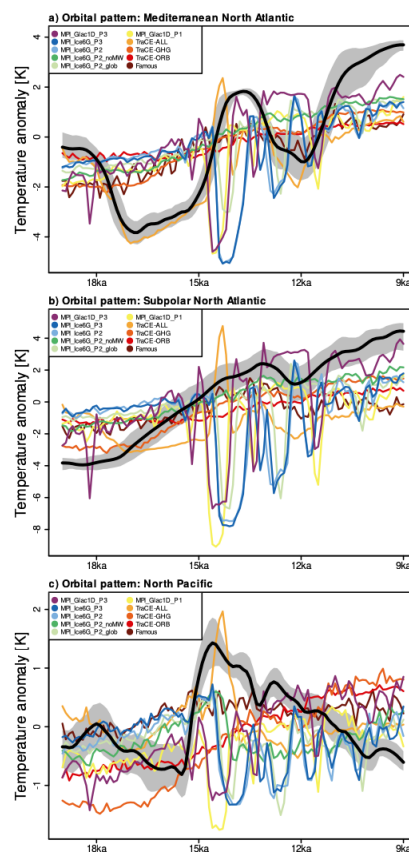 a) Orbital pattern: Mediterranean North Atlantic
MPI_Glac1D_P3 MPI_Glac1D_P1
MPI_Ice6G_P3 TraCE-ALL
MPI_Ice6G_P2 TraCE-GHG
MPI_Ice6G_P2_noMW TraCE-ORB
MPI_Ice6G_P2_glob Famous
Temperature anomaly [K]
4
2
0
-2
-4
18ka 15ka 12ka 9ka
b) Orbital pattern: Subpolar North Atlantic
MPI_Glac1D_P3 MPI_Glac1D_P1
MPI_Ice6G_P3 TraCE-ALL
MPI_Ice6G_P2 TraCE-GHG
MPI_Ice6G_P2_noMW TraCE-ORB
MPI_Ice6G_P2_glob Famous
Temperature anomaly [K]
4
2
0
-2
-4
-6
-8
18ka 15ka 12ka 9ka
c) Orbital pattern: North Pacific
MPI_Glac1D_P3 MPI_Glac1D_P1
MPI_Ice6G_P3 TraCE-ALL
MPI_Ice6G_P2 TraCE-GHG
MPI_Ice6G_P2_noMW TraCE-ORB
MPI_Ice6G_P2_glob Famous
Temperature anomaly [K]
2
1
0
-1
18ka 15ka 12ka 9ka